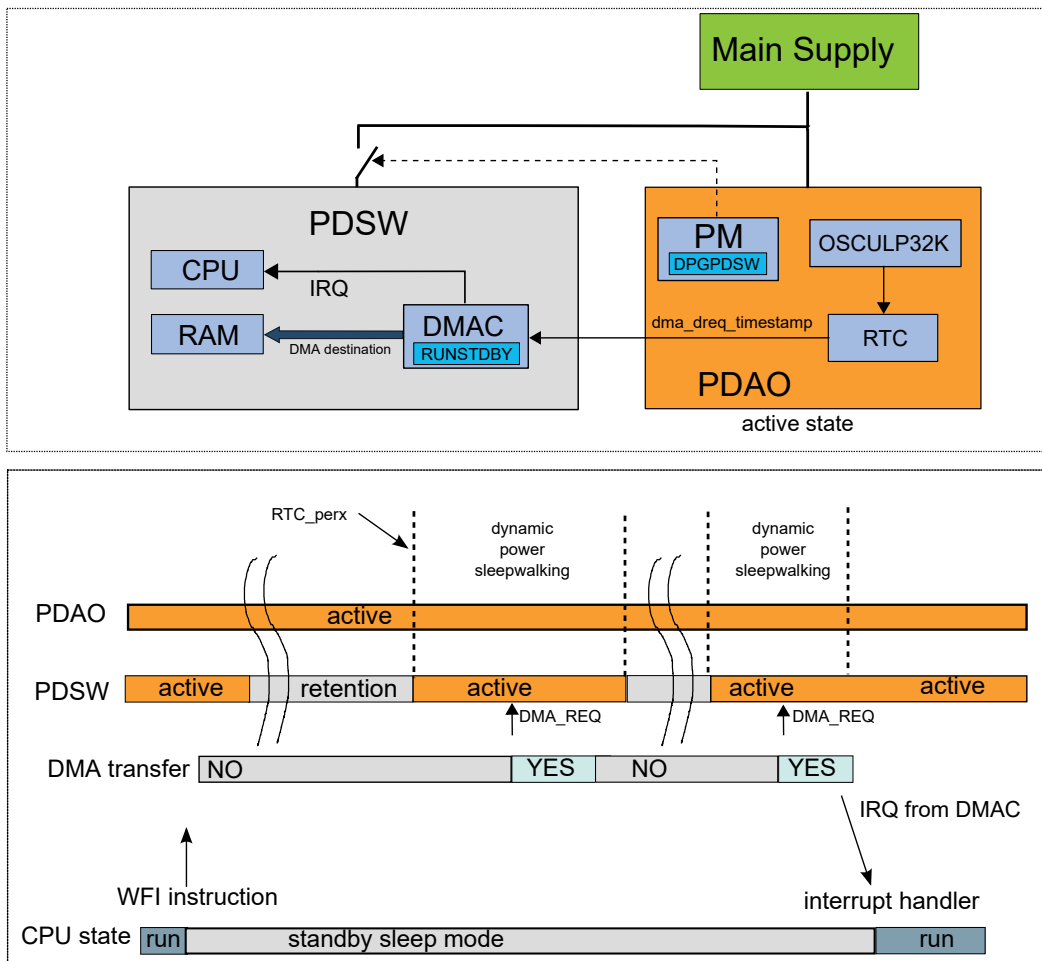 Main Supply
PDSW
PM
DPGPDSW
OSCULP32K
CPU
IRQ
RAM
DMA destination
DMAC
RUNSTDBY
dma_dreq_timestamp
RTC
PDAO
active state
RTC_perx
dynamic
power
sleepwalking
dynamic
power
sleepwalking
PDAO
active
PDSW
active
retention
active
active
active
DMA_REQ
DMA_REQ
DMA transfer
NO
YES
NO
YES
IRQ from DMAC
WFI instruction
interrupt handler
CPU state
run
standby sleep mode
run